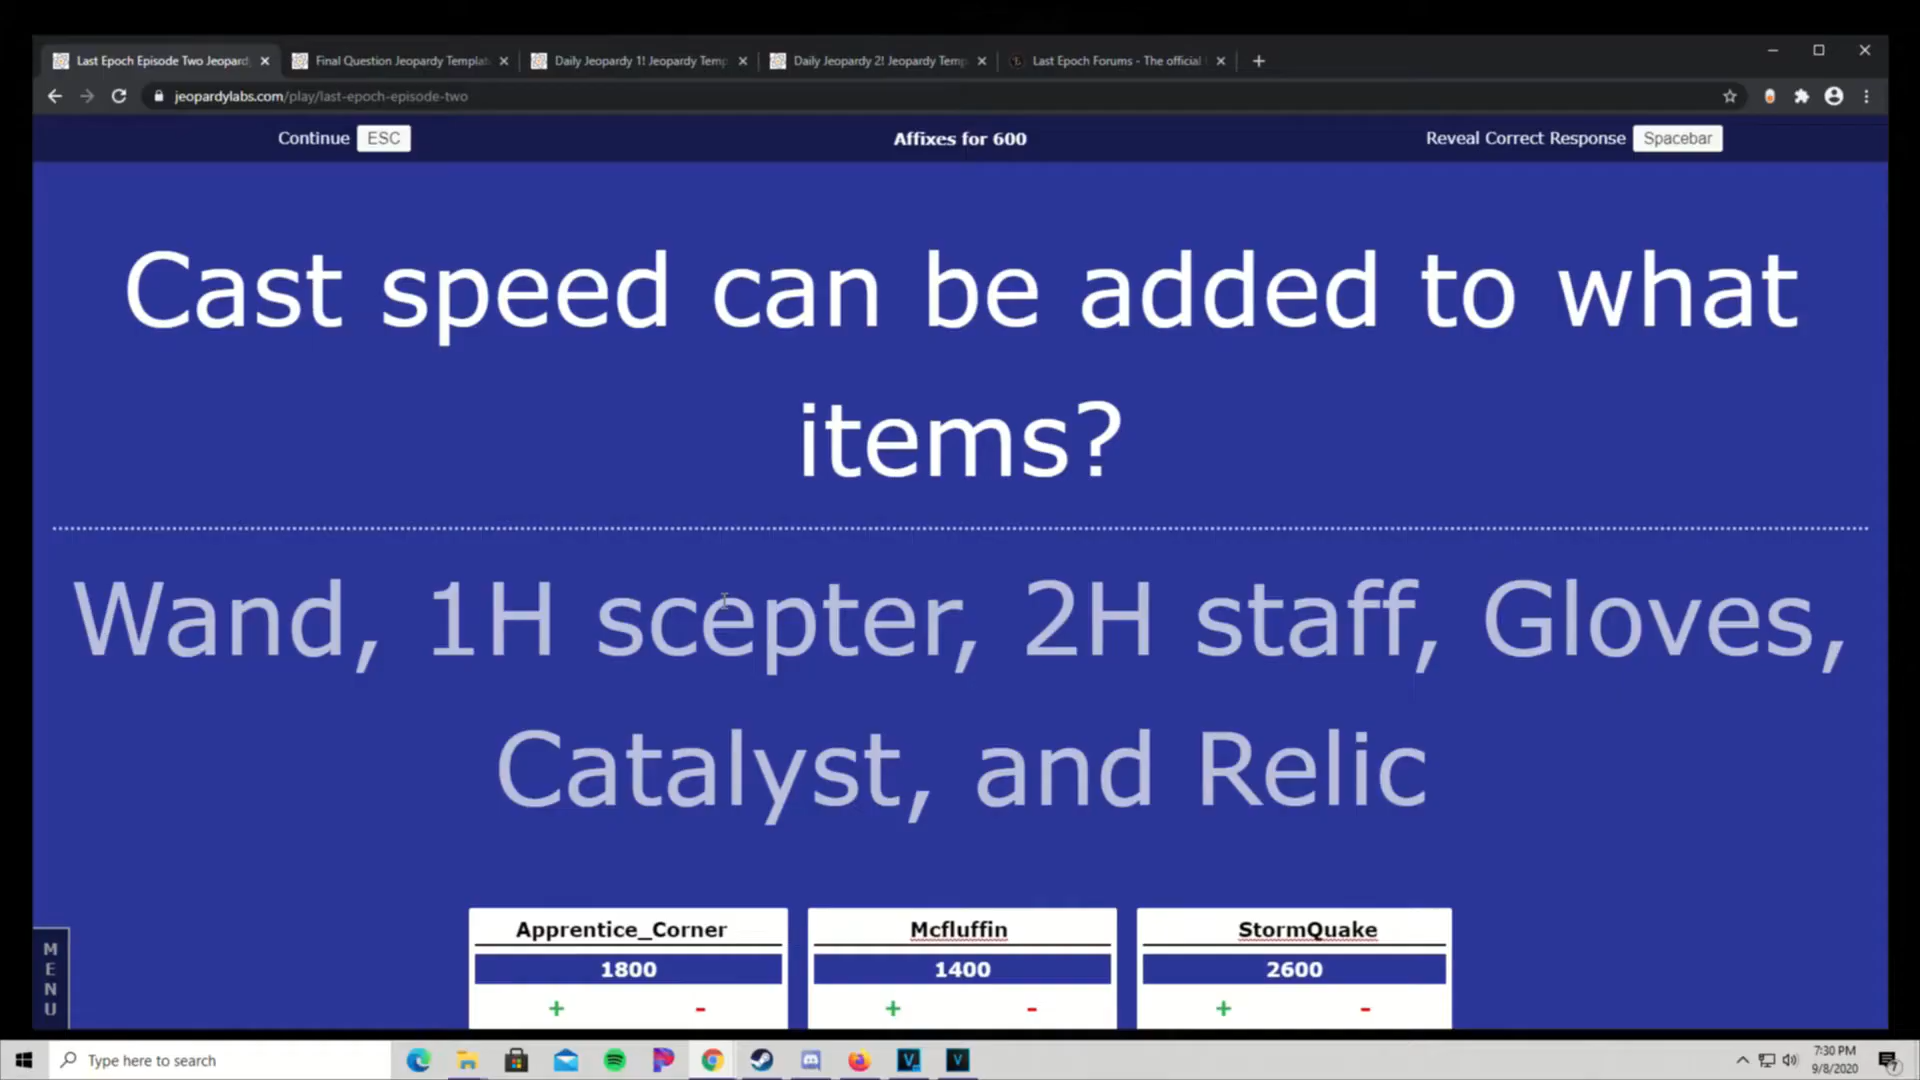 Last Epoch Episode Two Jeopard
Final Question Jeopardy Templat
Daily Jeopardy 1! Jeopardy Temp
Daily Jeopardy 2! Jeopardy Temp
Last Epoch Forums - The official
jeopardylabs.com/play/last-epoch-episode-two
Continue ESC
Affixes for 600
Reveal Correct Response Spacebar
Cast speed can be added to what
items?
Wand, 1H scepter, 2H staff, Gloves,
Catalyst, and Relic
Apprentice_Corner
Mcfluffin
StormQuake
1800
1400
2600
+ -
+ -
+ -
MENU
Type here to search
7:30 PM
9/8/2020
7